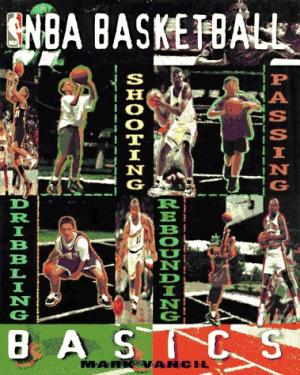 NBA BASKETBALL
SHOOTING
PASSING
DRIBBLING
REBOUNDING
BASICS
MARK VANCIL